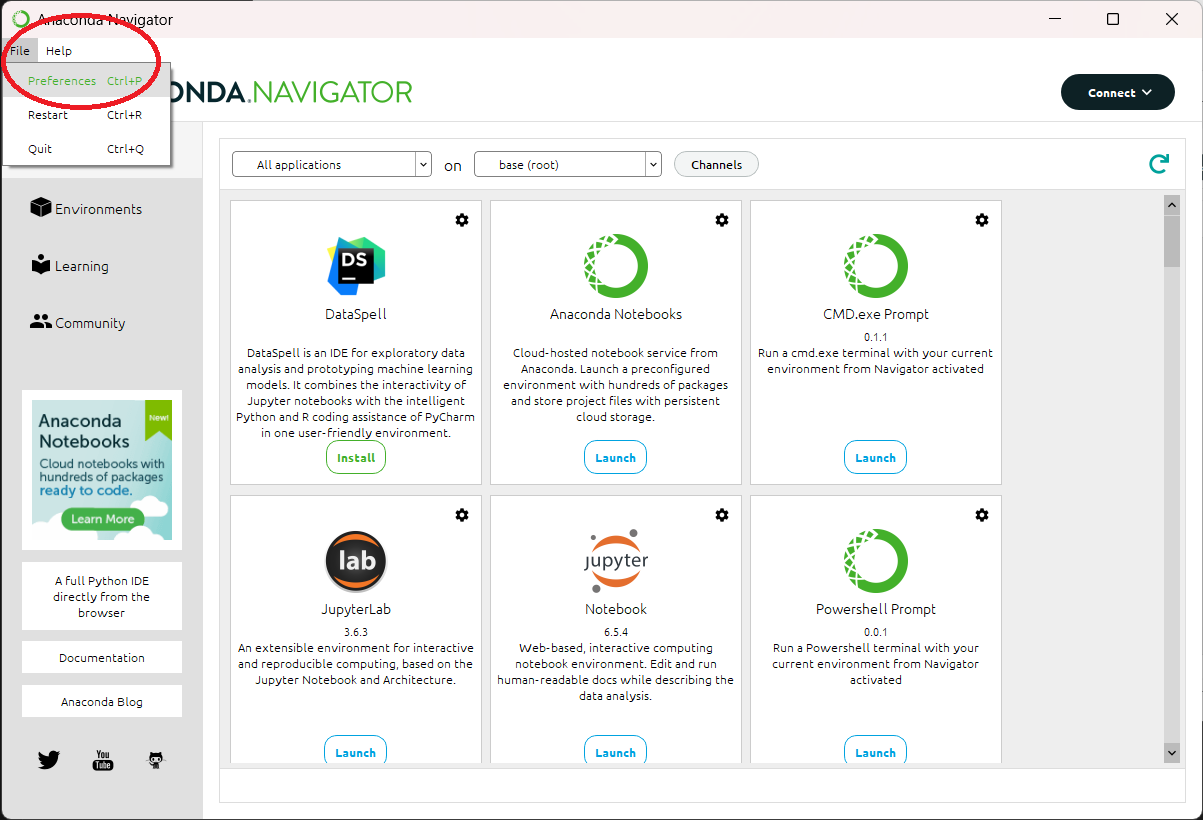 Anaconda Navigator
File Help
Preferences Ctrl+P
Restart Ctrl+R
Quit Ctrl+Q
ONDA.NAVIGATOR
Connect
All applications on base (root) Channels
Environments
Learning
Community
Anaconda
Notebooks
New!
Cloud notebooks with
hundreds of packages
ready to code.
Learn More
A full Python IDE
directly from the
browser
Documentation
Anaconda Blog
You
Tube
DS
DataSpell
DataSpell is an IDE for exploratory data
analysis and prototyping machine learning
models. It combines the interactivity of
Jupyter notebooks with the intelligent
Python and R coding assistance of PyCharm
in one user-friendly environment.
Install
Anaconda Notebooks
Cloud-hosted notebook service from
Anaconda. Launch a preconfigured
environment with hundreds of packages
and store project files with persistent
cloud storage.
Launch
CMD.exe Prompt
0.1.1
Run a cmd.exe terminal with your current
environment from Navigator activated
Launch
lab
JupyterLab
3.6.3
An extensible environment for interactive
and reproducible computing, based on the
Jupyter Notebook and Architecture.
Launch
jupyter
Notebook
6.5.4
Web-based, interactive computing
notebook environment. Edit and run
human-readable docs while describing the
data analysis.
Launch
Powershell Prompt
0.0.1
Run a Powershell terminal with your
current environment from Navigator
activated
Launch